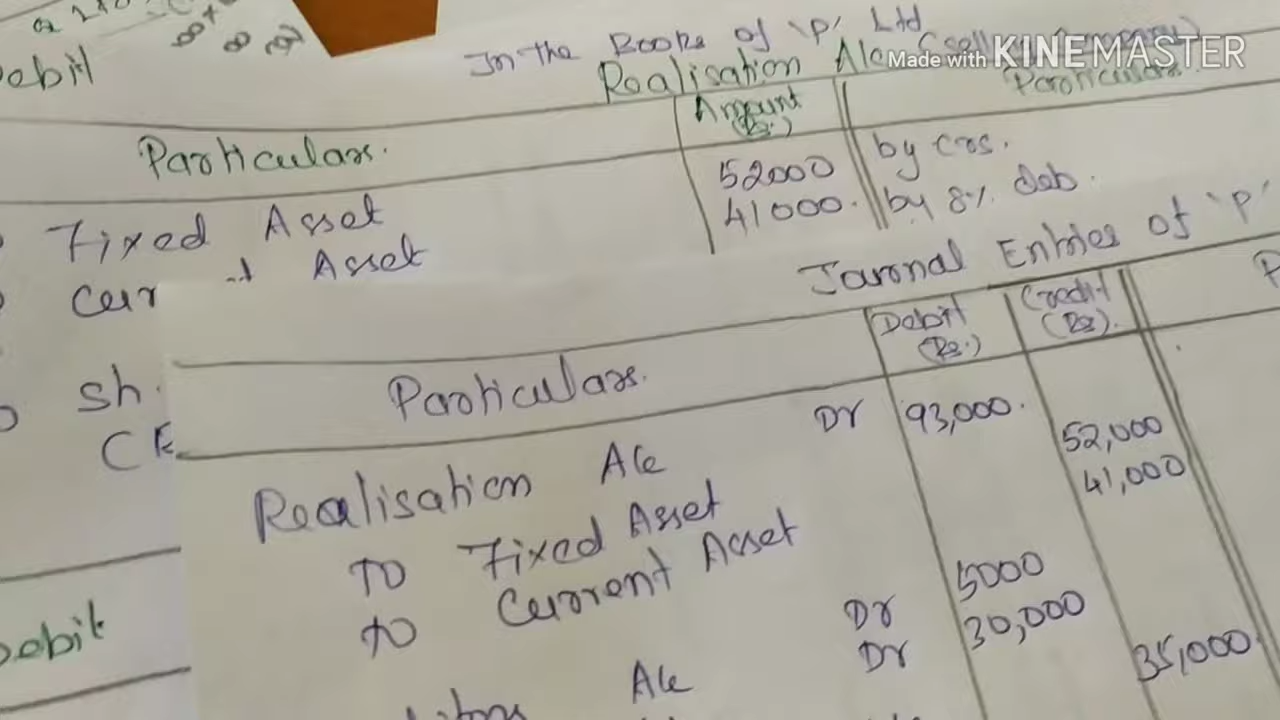 Debit
In the Books of 'P' Ltd
Realisation A/c
Made with KINEMASTER
Particulars.
Amount
(Rs.)
Particulars.
Fixed Asset
52000
by crs.
Asset
41000.
by 8% deb.
Sh.
Debit
Journal Entries of 'P'
Particulars.
Debit
(Rs.)
Credit
(Rs).
Realisation A/c Dr 93,000.
TO Fixed Asset 52,000
to Current Asset 41,000
Dr 5000
A/c Dr 30,000
35,000.